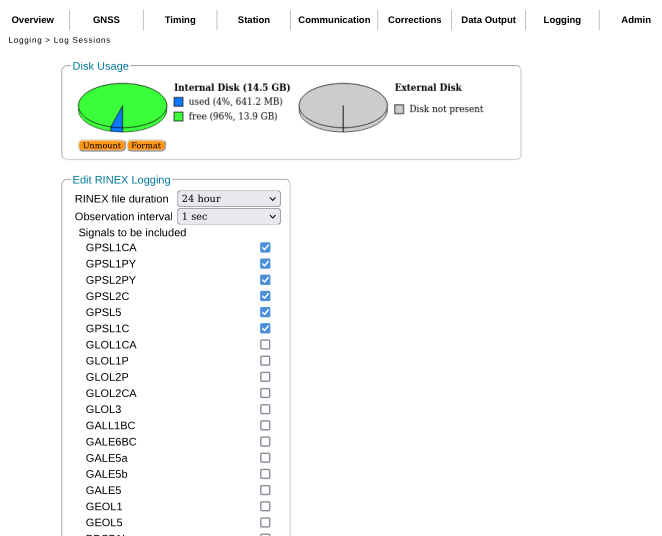 Overview GNSS Timing Station Communication Corrections Data Output Logging Admin
Logging > Log Sessions
Disk Usage
Internal Disk (14.5 GB)
used (4%, 641.2 MB)
free (96%, 13.9 GB)
External Disk
Disk not present
Unmount Format
Edit RINEX Logging
RINEX file duration 24 hour
Observation interval 1 sec
Signals to be included
GPSL1CA
GPSL1PY
GPSL2PY
GPSL2C
GPSL5
GPSL1C
GLOL1CA
GLOL1P
GLOL2P
GLOL2CA
GLOL3
GALL1BC
GALE6BC
GALE5a
GALE5b
GALE5
GEOL1
GEOL5